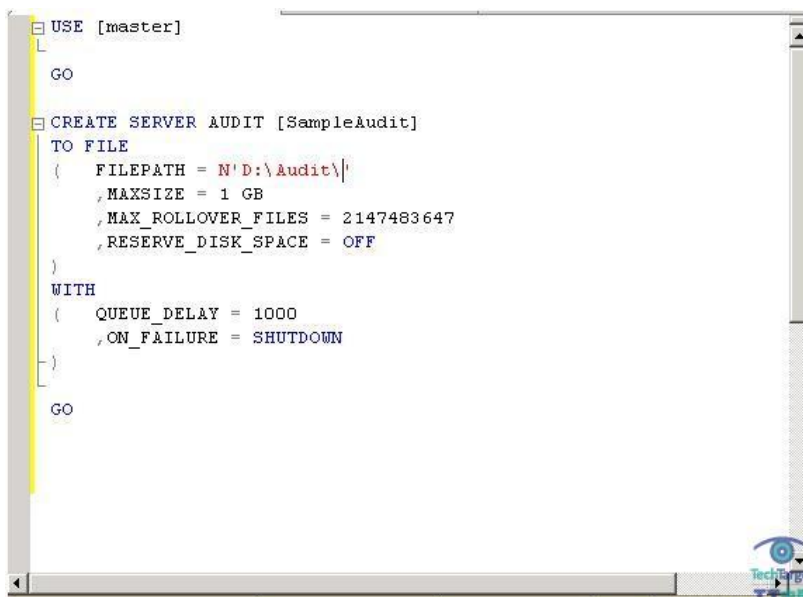 USE [master]
GO
CREATE SERVER AUDIT [SampleAudit]
TO FILE
(   FILEPATH = N'D:\Audit\'
    ,MAXSIZE = 1 GB
    ,MAX_ROLLOVER_FILES = 2147483647
    ,RESERVE_DISK_SPACE = OFF
)
WITH
(   QUEUE_DELAY = 1000
    ,ON_FAILURE = SHUTDOWN
)
GO